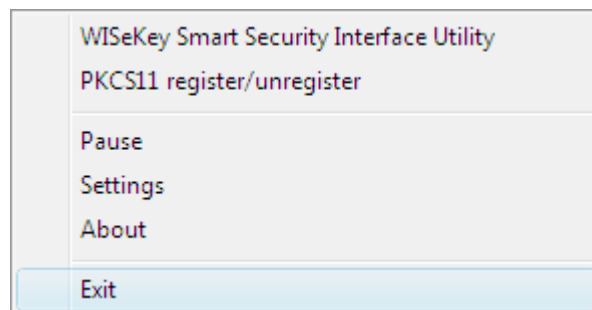 WISeKey Smart Security Interface Utility
PKCS11 register/unregister
Pause
Settings
About
Exit